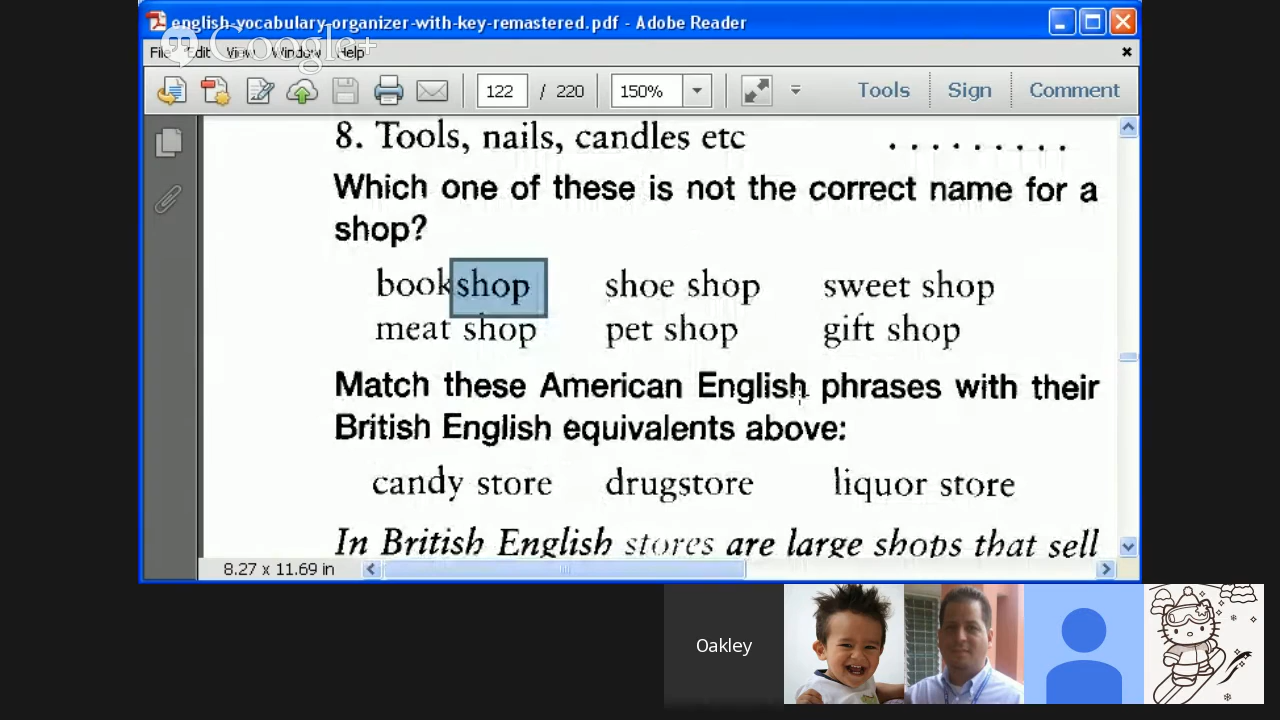 english-vocabulary-organizer-with-key-remastered.pdf - Adobe Reader
Google+
File Edit View Window Help
122 / 220 150% Tools Sign Comment
8. Tools, nails, candles etc . . . . . . . . .
Which one of these is not the correct name for a
shop?
bookshop shoe shop sweet shop
meat shop pet shop gift shop
Match these American English phrases with their
British English equivalents above:
candy store drugstore liquor store
In British English stores are large shops that sell
8.27 x 11.69 in
Oakley